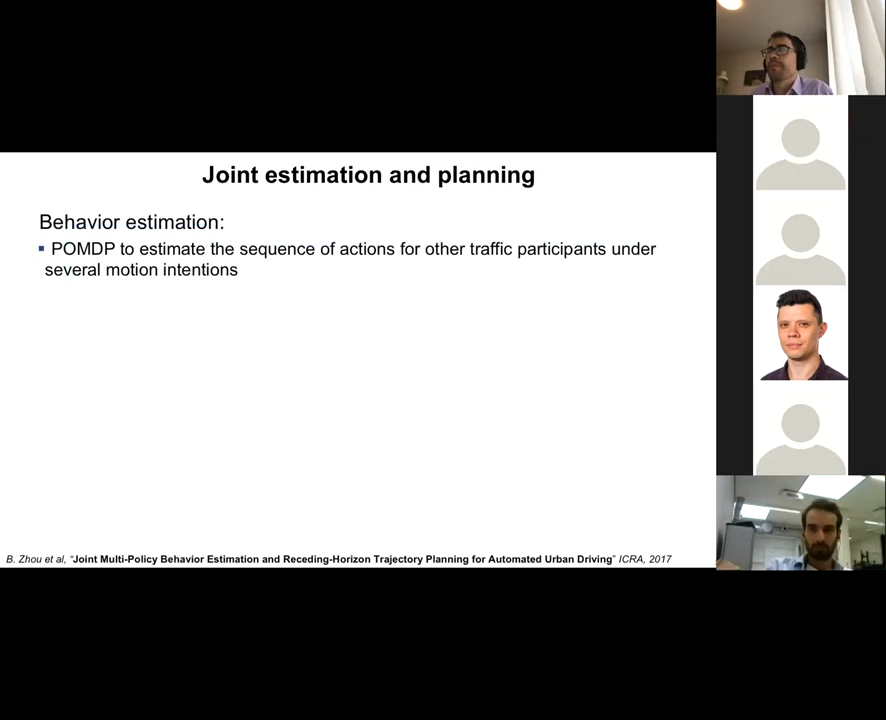 Joint estimation and planning
Behavior estimation:
▪ POMDP to estimate the sequence of actions for other traffic participants under
several motion intentions
B. Zhou et al, “Joint Multi-Policy Behavior Estimation and Receding-Horizon Trajectory Planning for Automated Urban Driving” ICRA, 2017